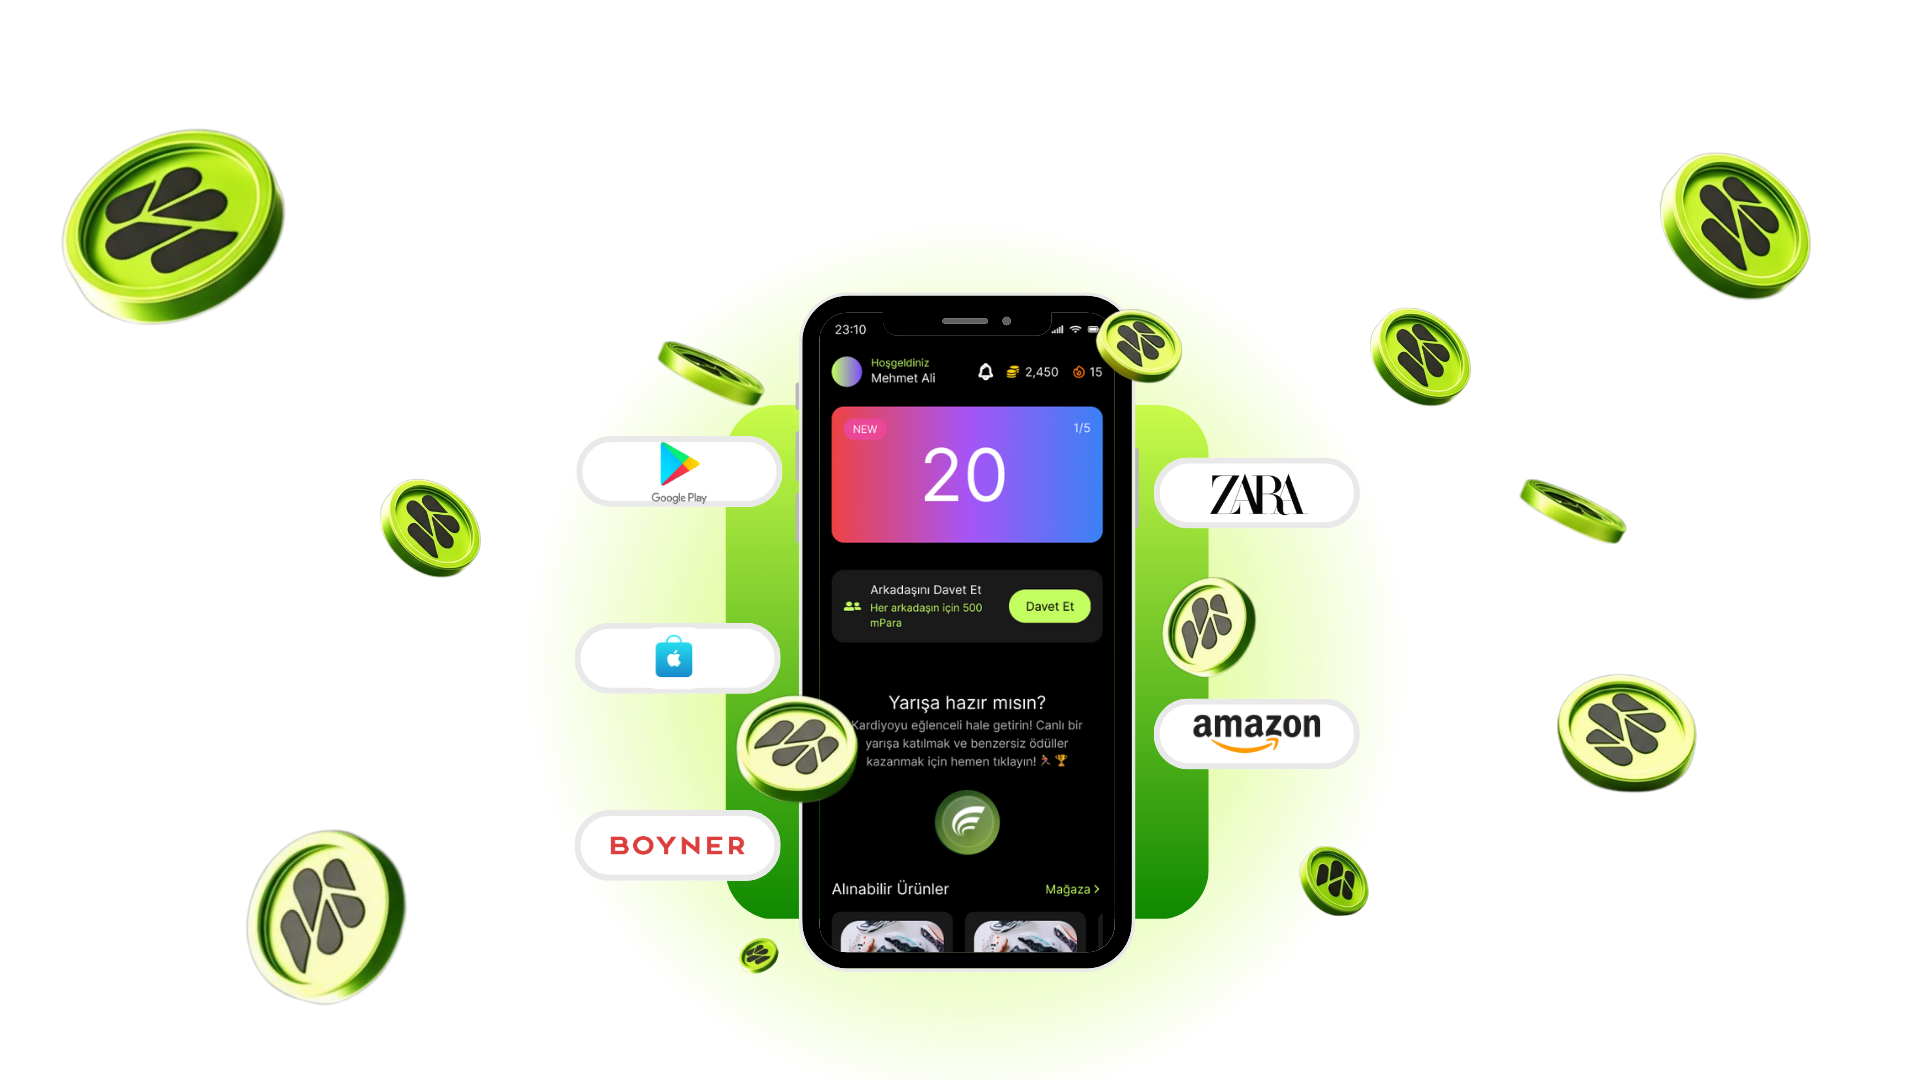 23:10
Hoşgeldiniz
Mehmet Ali
2,450
15
NEW
1/5
20
Google Play
ZARA
Arkadaşını Davet Et
Her arkadaşın için 500
mPara
Davet Et
Yarışa hazır mısın?
Kardiyoyu eğlenceli hale getirin! Canlı bir
yarışa katılmak ve benzersiz ödüller
kazanmak için hemen tıklayın!
amazon
BOYNER
Alınabilir Ürünler
Mağaza